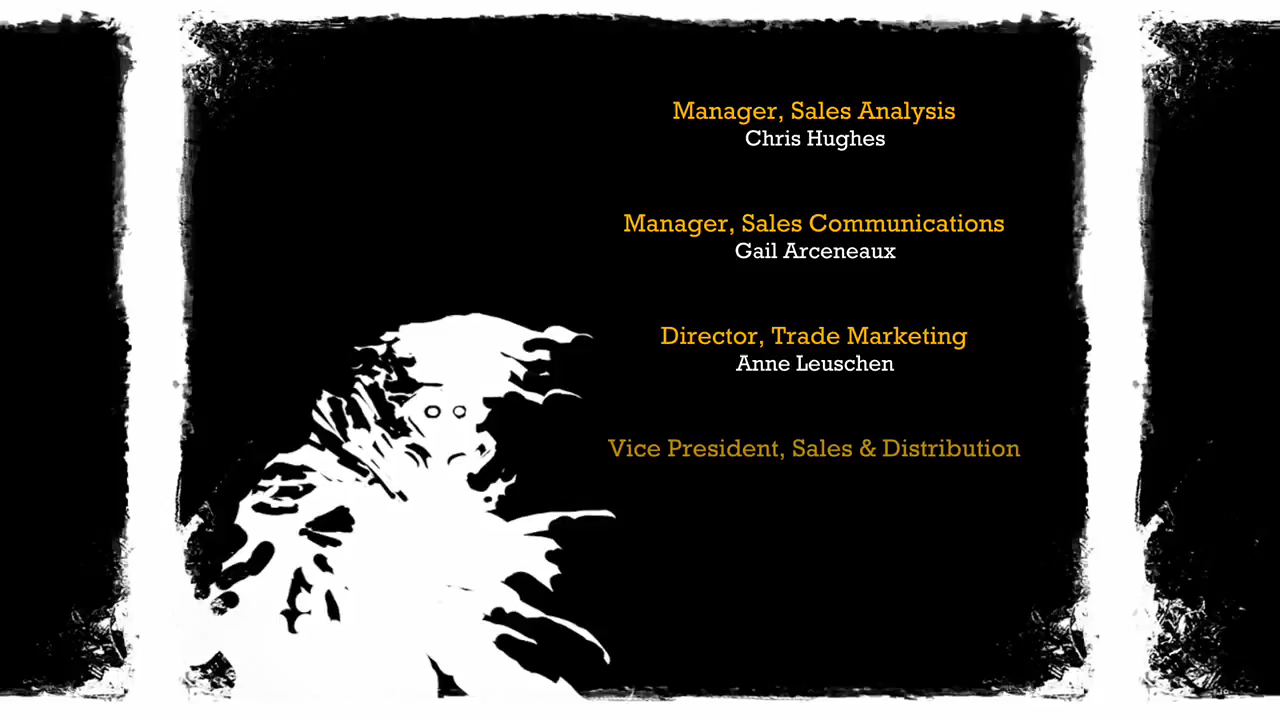 Manager, Sales Analysis
Chris Hughes
Manager, Sales Communications
Gail Arceneaux
Director, Trade Marketing
Anne Leuschen
Vice President, Sales & Distribution